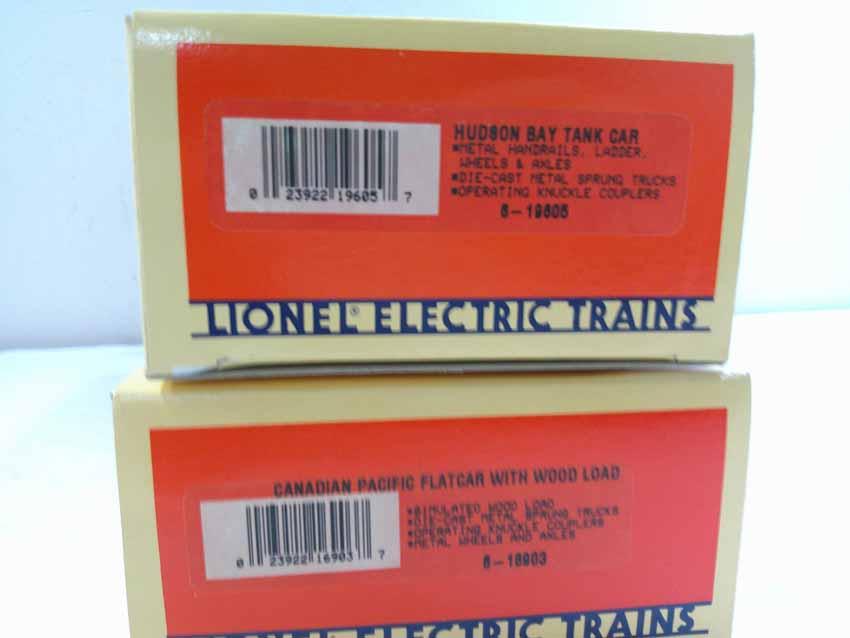 HUDSON BAY TANK CAR
*METAL HANDRAILS, LADDER,
WHEELS & AXLES
*DIE-CAST METAL SPRUNG TRUCKS
*OPERATING KNUCKLE COUPLERS
6-19605
0 23922 19605 7
LIONEL® ELECTRIC TRAINS
CANADIAN PACIFIC FLATCAR WITH WOOD LOAD
*SIMULATED WOOD LOAD
*DIE-CAST METAL SPRUNG TRUCKS
*OPERATING KNUCKLE COUPLERS
*METAL WHEELS AND AXLES
6-16903
0 23922 16903 7
LIONEL ELECTRIC TRAINS